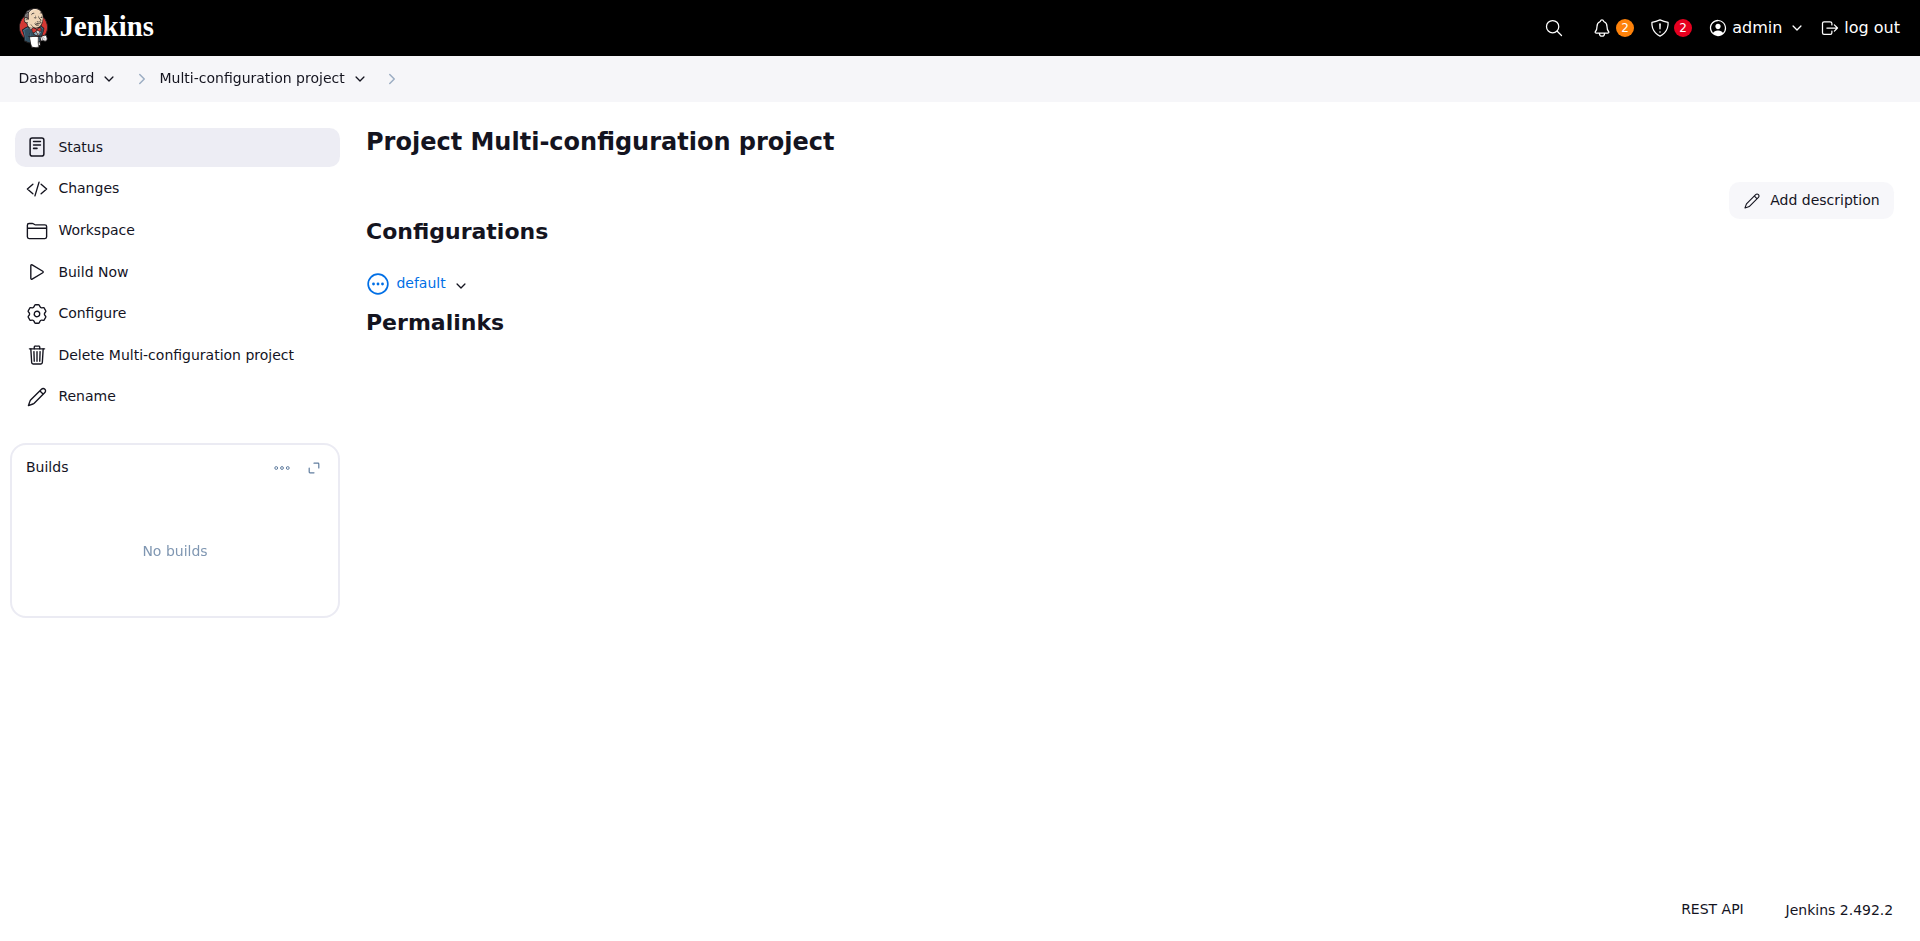 Jenkins
2
2
admin
log out
Dashboard
Multi-configuration project
Status
Changes
Workspace
Build Now
Configure
Delete Multi-configuration project
Rename
Builds
No builds
Project Multi-configuration project
Add description
Configurations
default
Permalinks
REST API
Jenkins 2.492.2